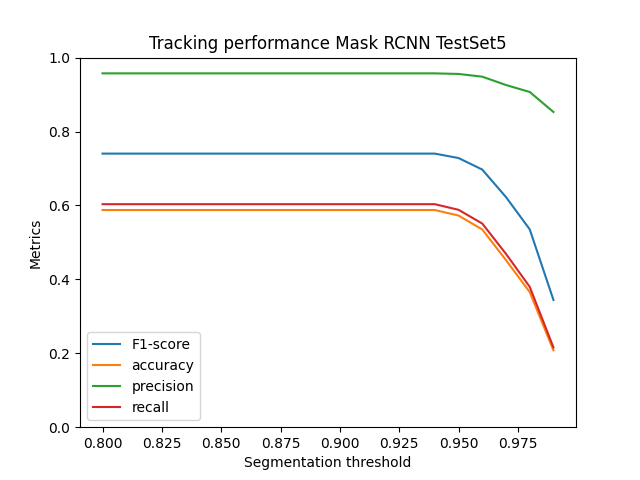 Tracking performance Mask RCNN TestSet5
1.0
0.8
0.6
0.4
0.2
0.0
Metrics
F1-score
accuracy
precision
recall
0.800 0.825 0.850 0.875 0.900 0.925 0.950 0.975
Segmentation threshold